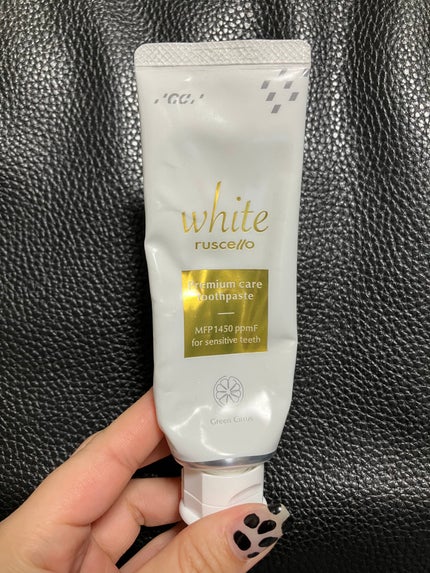 GC
white
ruscello
Premium care
toothpaste
MFP1450 ppmF
for sensitive teeth
Green Citrus